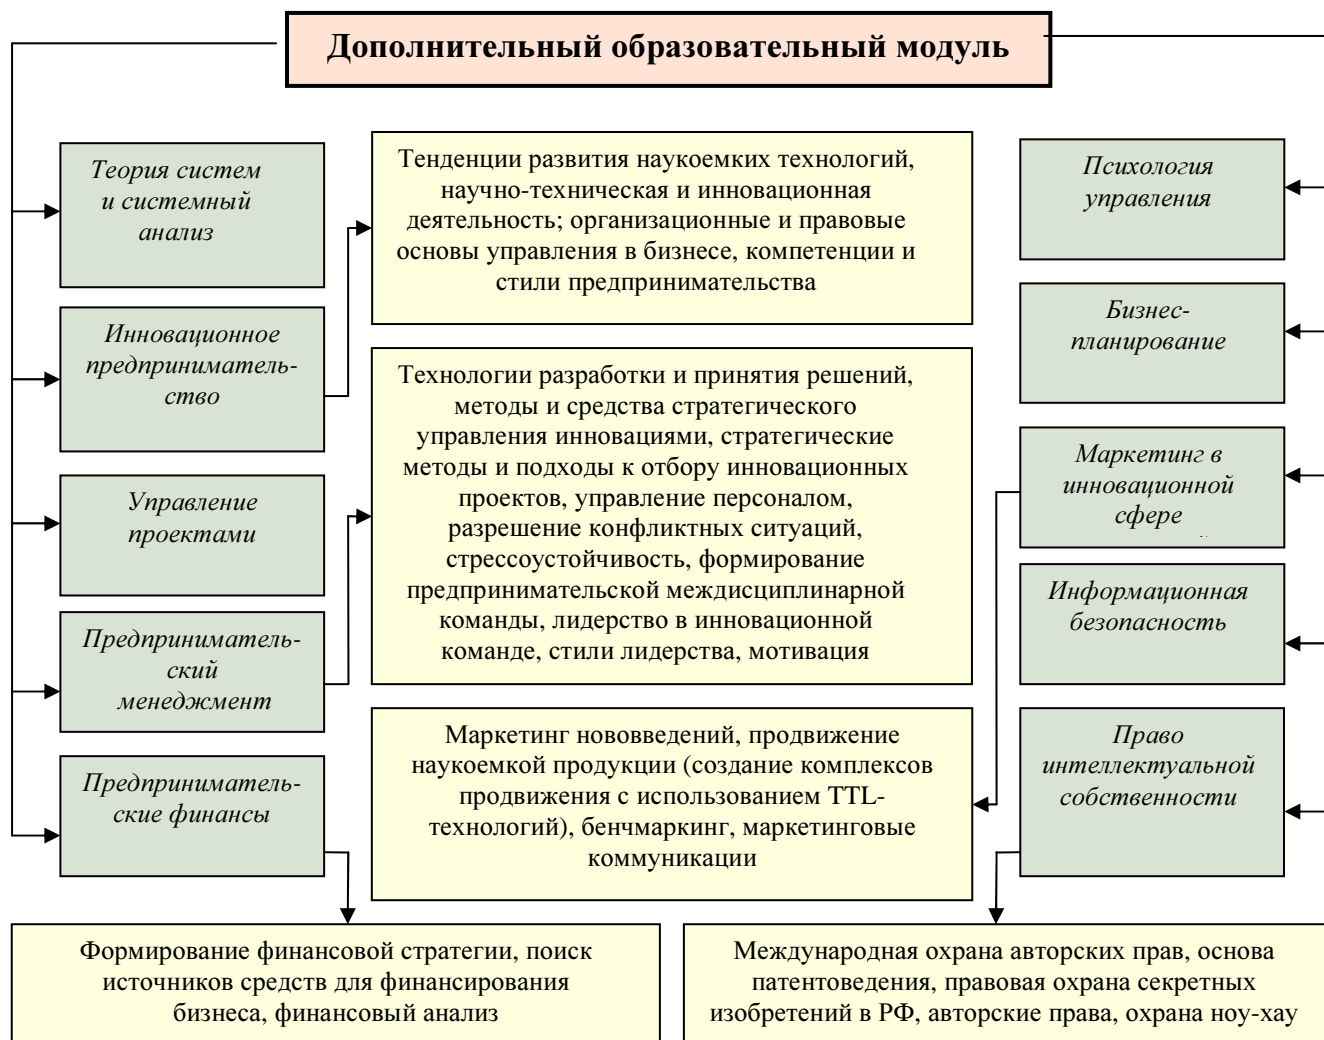 Дополнительный образовательный модуль
Теория систем
и системный
анализ
Инновационное
предприниматель-
ство
Управление
проектами
Предприниматель-
ский
менеджмент
Предприниматель-
ские финансы
Тенденции развития наукоемких технологий,
научно-техническая и инновационная
деятельность; организационные и правовые
основы управления в бизнесе, компетенции и
стили предпринимательства
Технологии разработки и принятия решений,
методы и средства стратегического
управления инновациями, стратегические
методы и подходы к отбору инновационных
проектов, управление персоналом,
разрешение конфликтных ситуаций,
стрессоустойчивость, формирование
предпринимательской междисциплинарной
команды, лидерство в инновационной
команде, стили лидерства, мотивация
Маркетинг нововведений, продвижение
наукоемкой продукции (создание комплексов
продвижения с использованием TTL-
технологий), бенчмаркинг, маркетинговые
коммуникации
Психология
управления
Бизнес-
планирование
Маркетинг в
инновационной
сфере
Информационная
безопасность
Право
интеллектуальной
собственности
Формирование финансовой стратегии, поиск
источников средств для финансирования
бизнеса, финансовый анализ
Международная охрана авторских прав, основа
патентоведения, правовая охрана секретных
изобретений в РФ, авторские права, охрана ноу-хау